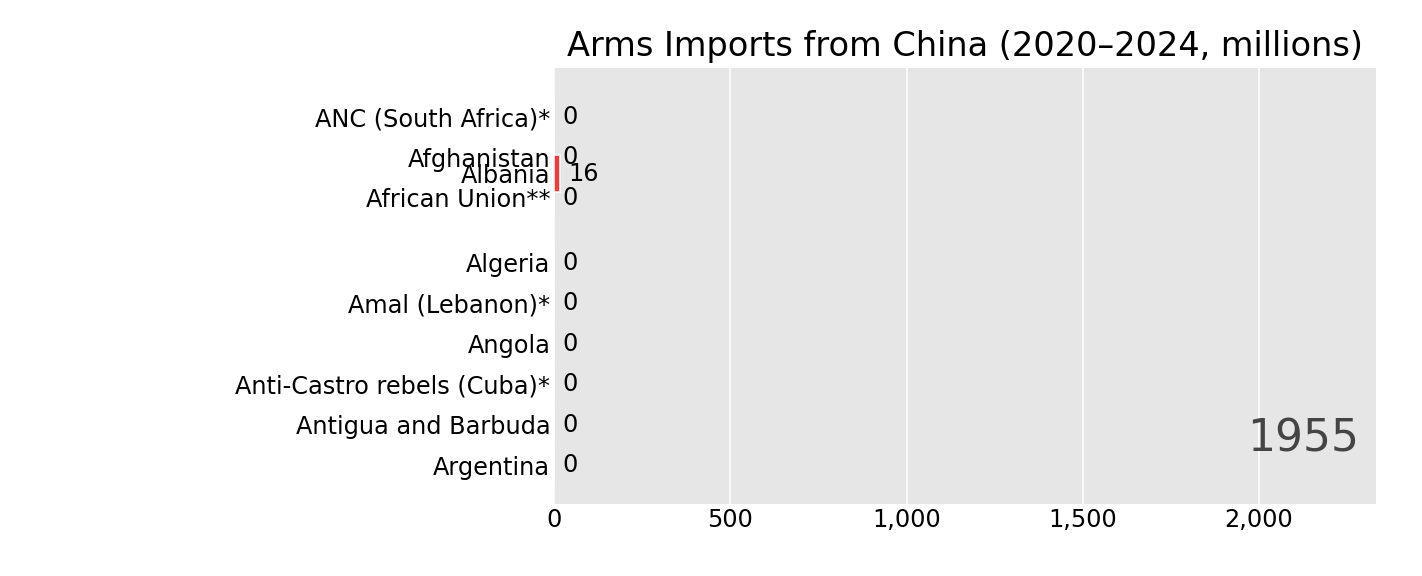 Arms Imports from China (2020–2024, millions)
ANC (South Africa)* 0
Afghanistan 0
Albania 16
African Union** 0
Algeria 0
Amal (Lebanon)* 0
Angola 0
Anti-Castro rebels (Cuba)* 0
Antigua and Barbuda 0
1955
Argentina 0
0 500 1,000 1,500 2,000